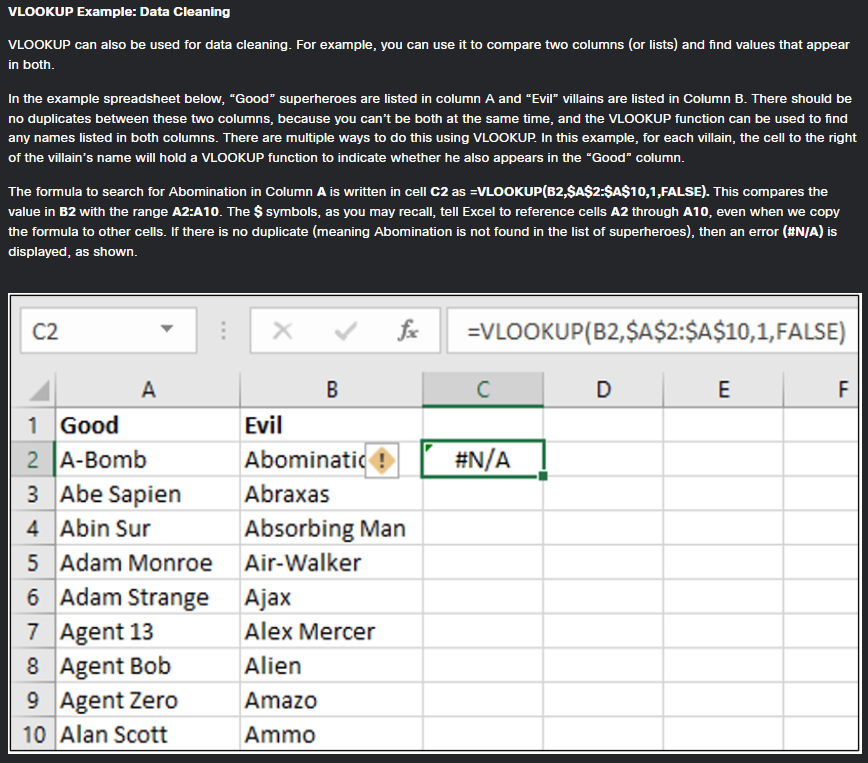 VLOOKUP Example: Data Cleaning
VLOOKUP can also be used for data cleaning. For example, you can use it to compare two columns (or lists) and find values that appear
in both.
In the example spreadsheet below, “Good” superheroes are listed in column A and “Evil” villains are listed in Column B. There should be
no duplicates between these two columns, because you can’t be both at the same time, and the VLOOKUP function can be used to find
any names listed in both columns. There are multiple ways to do this using VLOOKUP. In this example, for each villain, the cell to the right
of the villain’s name will hold a VLOOKUP function to indicate whether he also appears in the “Good” column.
The formula to search for Abomination in Column A is written in cell C2 as =VLOOKUP(B2,$A$2:$A$10,1,FALSE). This compares the
value in B2 with the range A2:A10. The $ symbols, as you may recall, tell Excel to reference cells A2 through A10, even when we copy
the formula to other cells. If there is no duplicate (meaning Abomination is not found in the list of superheroes), then an error (#N/A) is
displayed, as shown.
C2 fx =VLOOKUP(B2,$A$2:$A$10,1,FALSE)
A B C D E F
1 Good Evil
2 A-Bomb Abominatic ! #N/A
3 Abe Sapien Abraxas
4 Abin Sur Absorbing Man
5 Adam Monroe Air-Walker
6 Adam Strange Ajax
7 Agent 13 Alex Mercer
8 Agent Bob Alien
9 Agent Zero Amazo
10 Alan Scott Ammo